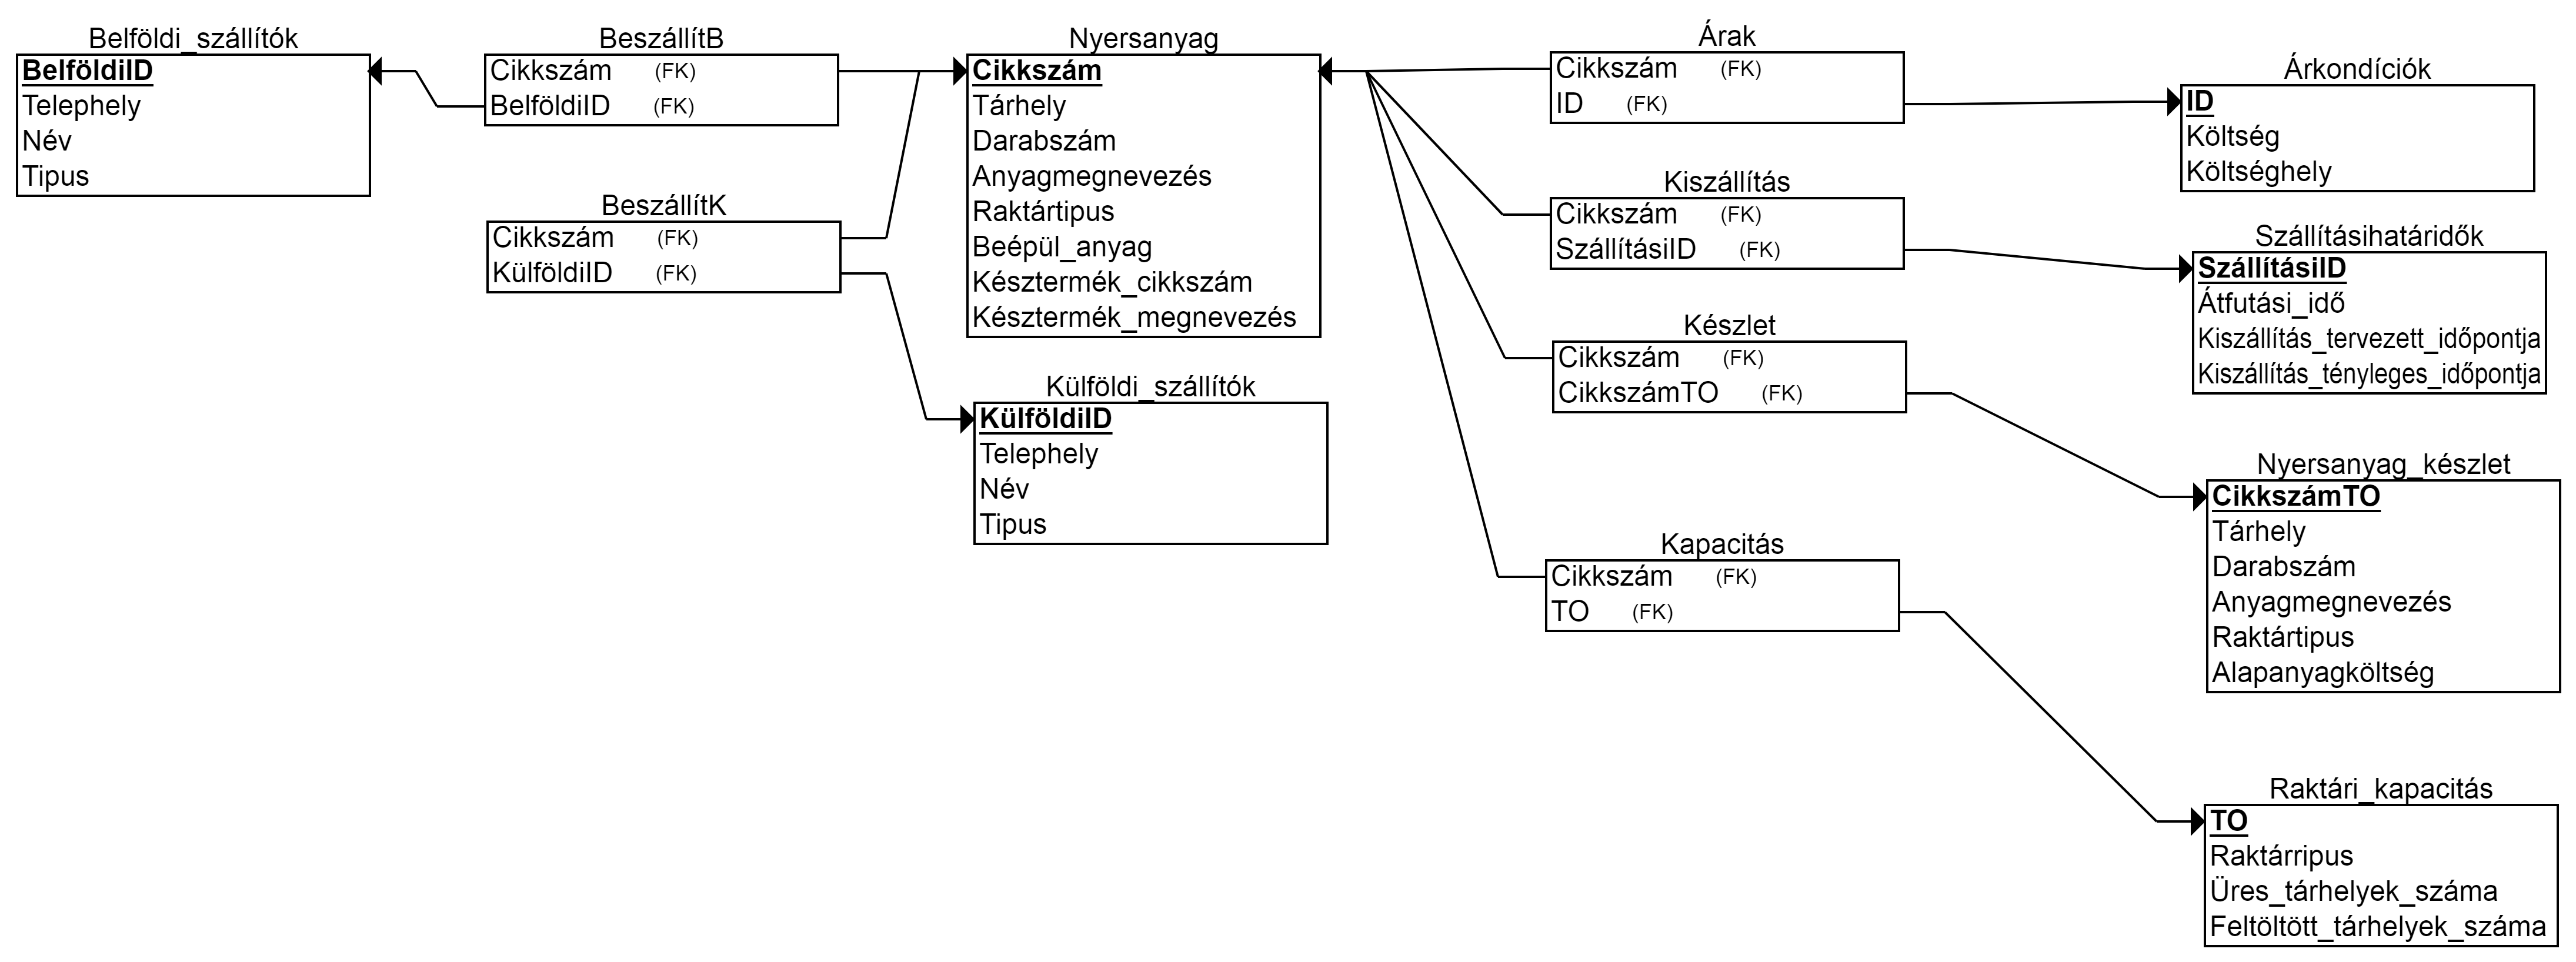 Belföldi_szállítók
BelföldiID
Telephely
Név
Tipus
BeszállítB
Cikkszám (FK)
BelföldiID (FK)
BeszállítK
Cikkszám (FK)
KülföldiID (FK)
Nyersanyag
Cikkszám
Tárhely
Darabszám
Anyagmegnevezés
Raktártipus
Beépül_anyag
Késztermék_cikkszám
Késztermék_megnevezés
Külföldi_szállítók
KülföldiID
Telephely
Név
Tipus
Árak
Cikkszám (FK)
ID (FK)
Kiszállítás
Cikkszám (FK)
SzállításiID (FK)
Készlet
Cikkszám (FK)
CikkszámTO (FK)
Kapacitás
Cikkszám (FK)
TO (FK)
Árkondíciók
ID
Költség
Költséghely
Szállításihatáridők
SzállításiID
Átfutási_idő
Kiszállítás_tervezett_időpontja
Kiszállítás_tényleges_időpontja
Nyersanyag_készlet
CikkszámTO
Tárhely
Darabszám
Anyagmegnevezés
Raktártipus
Alapanyagköltség
Raktári_kapacitás
TO
Raktárripus
Üres_tárhelyek_száma
Feltöltött_tárhelyek_száma